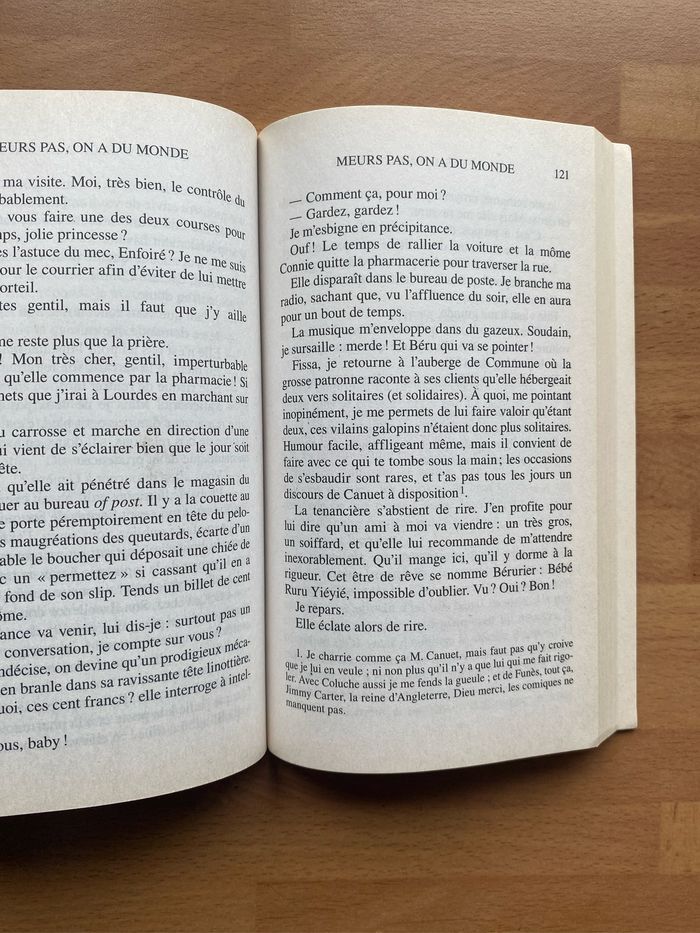 EURS PAS, ON A DU MONDE
ma visite. Moi, très bien, le contrôle du
bablement.
vous faire une des deux courses pour
ps, jolie princesse ?
es l'astuce du mec, Enfoiré ? Je ne me suis
our le courrier afin d'éviter de lui mettre
orteil.
tes gentil, mais il faut que j'y aille
me reste plus que la prière.
! Mon très cher, gentil, imperturbable
qu'elle commence par la pharmacie ! Si
nets que j'irai à Lourdes en marchant sur
u carrosse et marche en direction d'une
ui vient de s'éclairer bien que le jour soit
ête.
qu'elle ait pénétré dans le magasin du
uer au bureau of post. Il y a la couette au
e porte péremptoirement en tête du pelo-
s maugréations des queutards, écarte d'un
able le boucher qui déposait une chiée de
c un « permettez » si cassant qu'il en a
fond de son slip. Tends un billet de cent
ôme.
ance va venir, lui dis-je : surtout pas un
conversation, je compte sur vous ?
ndécise, on devine qu'un prodigieux méca-
en branle dans sa ravissante tête linottière.
uoi, ces cent francs ? elle interroge à intel-
ous, baby !
MEURS PAS, ON A DU MONDE 121
— Comment ça, pour moi ?
— Gardez, gardez !
Je m'esbigne en précipitance.
Ouf ! Le temps de rallier la voiture et la môme
Connie quitte la pharmacerie pour traverser la rue.
Elle disparaît dans le bureau de poste. Je branche ma
radio, sachant que, vu l'affluence du soir, elle en aura
pour un bout de temps.
La musique m'enveloppe dans du gazeux. Soudain,
je sursaille : merde ! Et Béru qui va se pointer !
Fissa, je retourne à l'auberge de Commune où la
grosse patronne raconte à ses clients qu'elle hébergeait
deux vers solitaires (et solidaires). À quoi, me pointant
inopinément, je me permets de lui faire valoir qu'étant
deux, ces vilains galopins n'étaient donc plus solitaires.
Humour facile, affligeant même, mais il convient de
faire avec ce qui te tombe sous la main ; les occasions
de s'esbaudir sont rares, et t'as pas tous les jours un
discours de Canuet à disposition¹.
La tenancière s'abstient de rire. J'en profite pour
lui dire qu'un ami à moi va viendre : un très gros,
un soiffard, et qu'elle lui recommande de m'attendre
inexorablement. Qu'il mange ici, qu'il y dorme à la
rigueur. Cet être de rêve se nomme Bérurier : Bébé
Ruru Yiéyié, impossible d'oublier. Vu ? Oui ? Bon !
Je repars.
Elle éclate alors de rire.
1. Je charrie comme ça M. Canuet, mais faut pas qu'y croive
que je lui en veule ; ni non plus qu'il n'y a que lui qui me fait rigo-
ler. Avec Coluche aussi je me fends la gueule ; et de Funès, tout ça,
Jimmy Carter, la reine d'Angleterre, Dieu merci, les comiques ne
manquent pas.